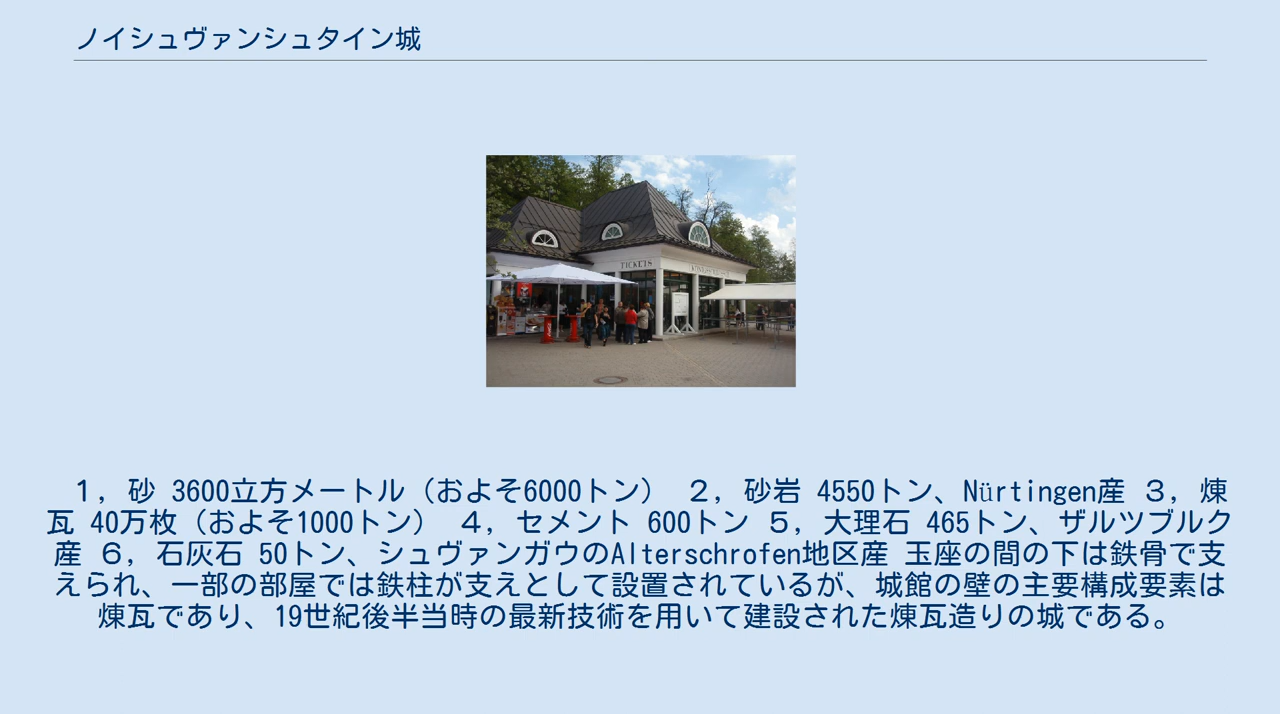 ノイシュヴァンシュタイン城
TICKETS
１，砂 3600立方メートル（およそ6000トン） ２，砂岩 4550トン、Nürtingen産 ３，煉
瓦 40万枚（およそ1000トン） ４，セメント 600トン ５，大理石 465トン、ザルツブルク
産 ６，石灰石 50トン、シュヴァンガウのAlterschrofen地区産 玉座の間の下は鉄骨で支
えられ、一部の部屋では鉄柱が支えとして設置されているが、城館の壁の主要構成要素は
煉瓦であり、19世紀後半当時の最新技術を用いて建設された煉瓦造りの城である。